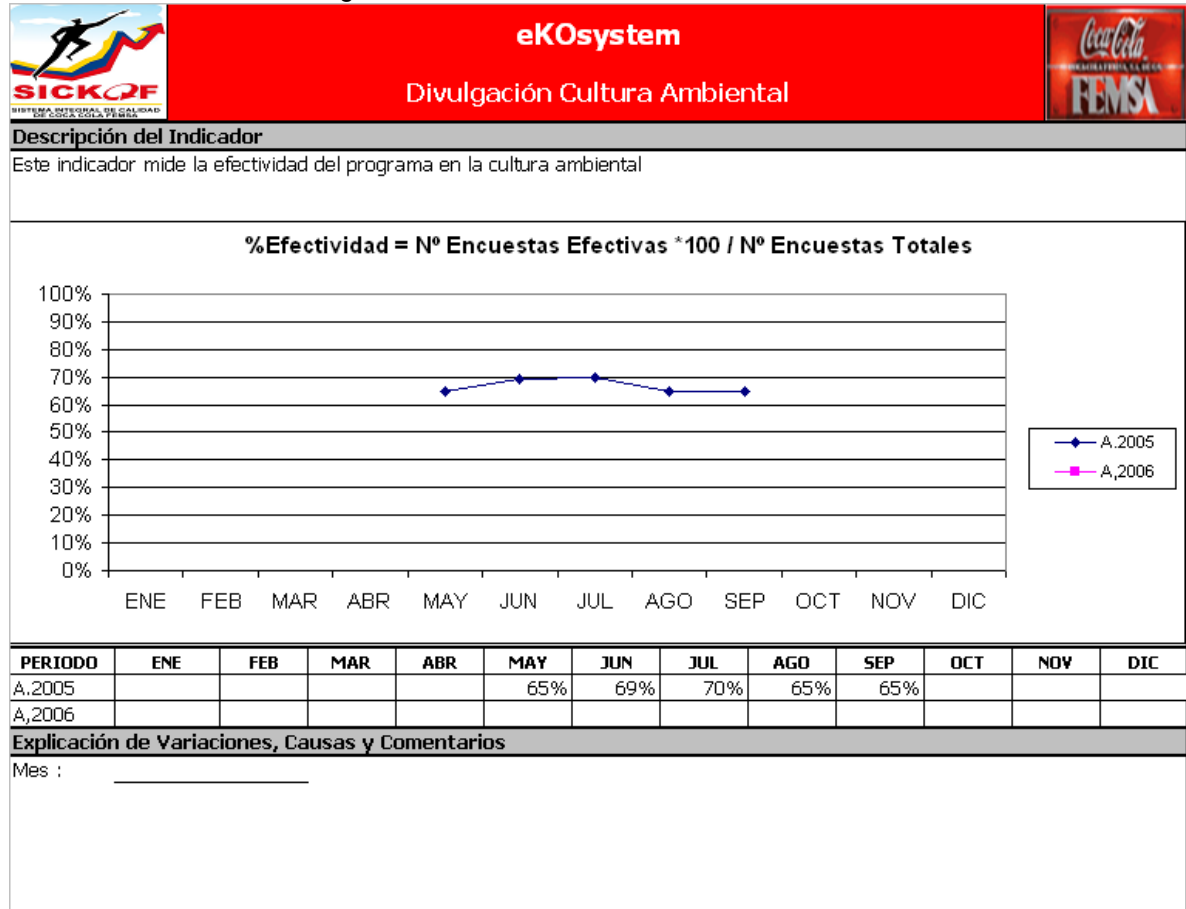 eKOsystem
Divulgación Cultura Ambiental
SICKOF
SISTEMA INTEGRAL DE CALIDAD
DE COCA COLA FEMSA
Coca-Cola
FEMSA
Descripción del Indicador
Este indicador mide la efectividad del programa en la cultura ambiental
%Efectividad = Nº Encuestas Efectivas *100 / Nº Encuestas Totales
100%
90%
80%
70%
60%
50%
40%
30%
20%
10%
0%
ENE FEB MAR ABR MAY JUN JUL AGO SEP OCT NOV DIC
A.2005
A,2006
PERIODO ENE FEB MAR ABR MAY JUN JUL AGO SEP OCT NOV DIC
A.2005 65% 69% 70% 65% 65%
A,2006
Explicación de Variaciones, Causas y Comentarios
Mes :